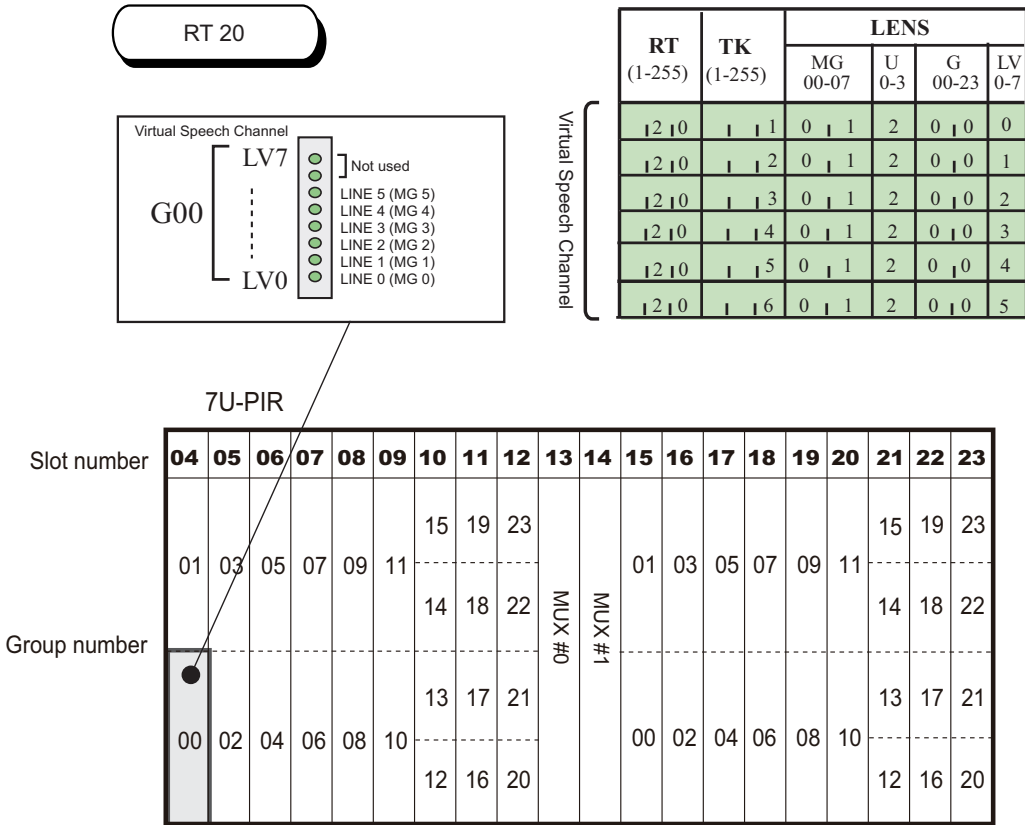 RT 20
Virtual Speech Channel
LV7
Not used
LINE 5 (MG 5)
LINE 4 (MG 4)
G00
LINE 3 (MG 3)
LINE 2 (MG 2)
LINE 1 (MG 1)
LV0
LINE 0 (MG 0)
RT (1-255) TK (1-255) LENS
MG 00-07 U 0-3 G 00-23 LV 0-7
Virtual Speech Channel
2 0 1 0 1 2 0 0 0
2 0 2 0 1 2 0 0 1
2 0 3 0 1 2 0 0 2
2 0 4 0 1 2 0 0 3
2 0 5 0 1 2 0 0 4
2 0 6 0 1 2 0 0 5
7U-PIR
Slot number 04 05 06 07 08 09 10 11 12 13 14 15 16 17 18 19 20 21 22 23
15 19 23 15 19 23
01 03 05 07 09 11 01 03 05 07 09 11
14 18 22 14 18 22
MUX #0 MUX #1
Group number
13 17 21 13 17 21
00 02 04 06 08 10 00 02 04 06 08 10
12 16 20 12 16 20